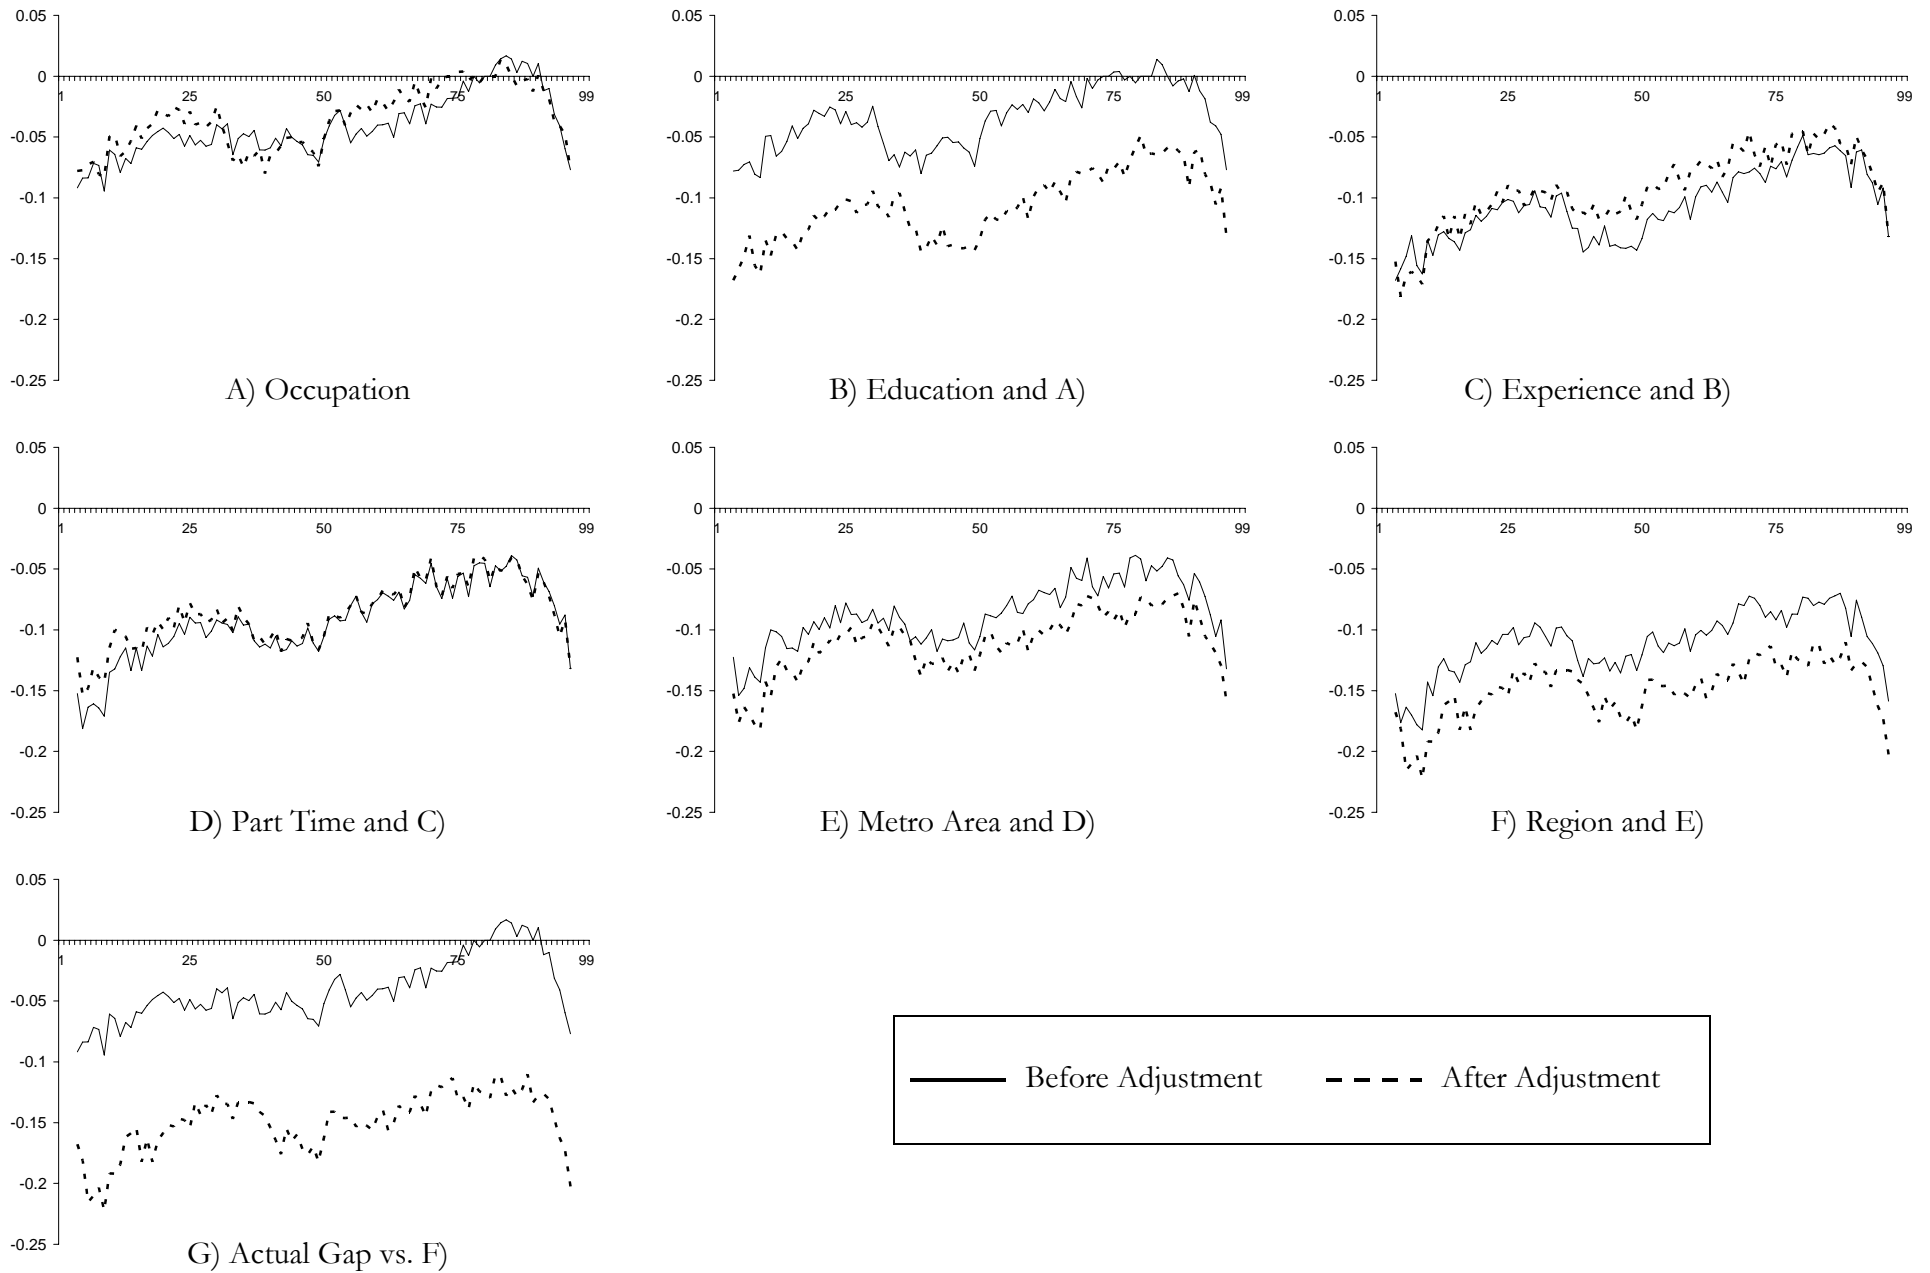 0.05 0.05 0.05
0 0 0
1 25 50 75 99 1 25 50 75 99 1 25 50 75 99
-0.05 -0.05 -0.05
-0.1 -0.1 -0.1
-0.15 -0.15 -0.15
-0.2 -0.2 -0.2
-0.25 -0.25 -0.25
A) Occupation B) Education and A) C) Experience and B)
0.05 0.05 0.05
0 0 0
1 25 50 75 99 1 25 50 75 99 1 25 50 75 99
-0.05 -0.05 -0.05
-0.1 -0.1 -0.1
-0.15 -0.15 -0.15
-0.2 -0.2 -0.2
-0.25 -0.25 -0.25
D) Part Time and C) E) Metro Area and D) F) Region and E)
0.05
0
1 25 50 75 99
-0.05
-0.1
-0.15
-0.2
-0.25
G) Actual Gap vs. F)
Before Adjustment After Adjustment